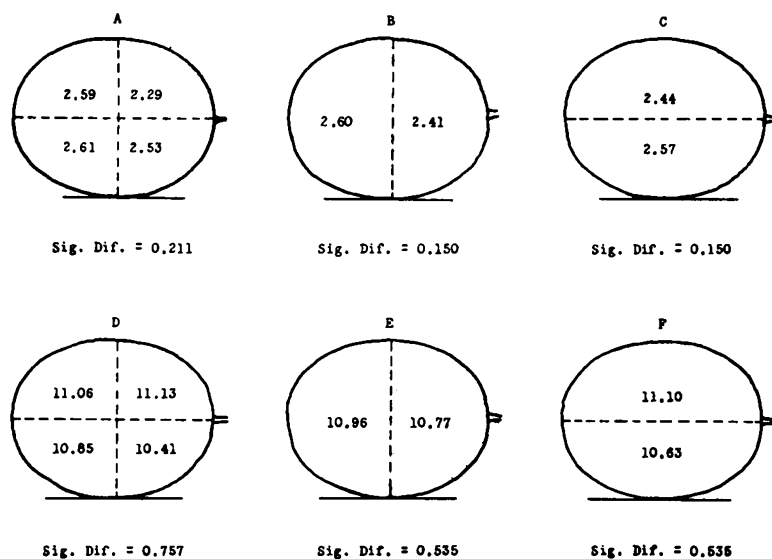 A B C
2.59 2.29 2.60 2.41 2.44
2.61 2.53 2.57
Sig. Dif. = 0.211 Sig. Dif. = 0.150 Sig. Dif. = 0.150
D E F
11.06 11.13 10.96 10.77 11.10
10.85 10.41 10.63
Sig. Dif. = 0.757 Sig. Dif. = 0.535 Sig. Dif. = 0.535